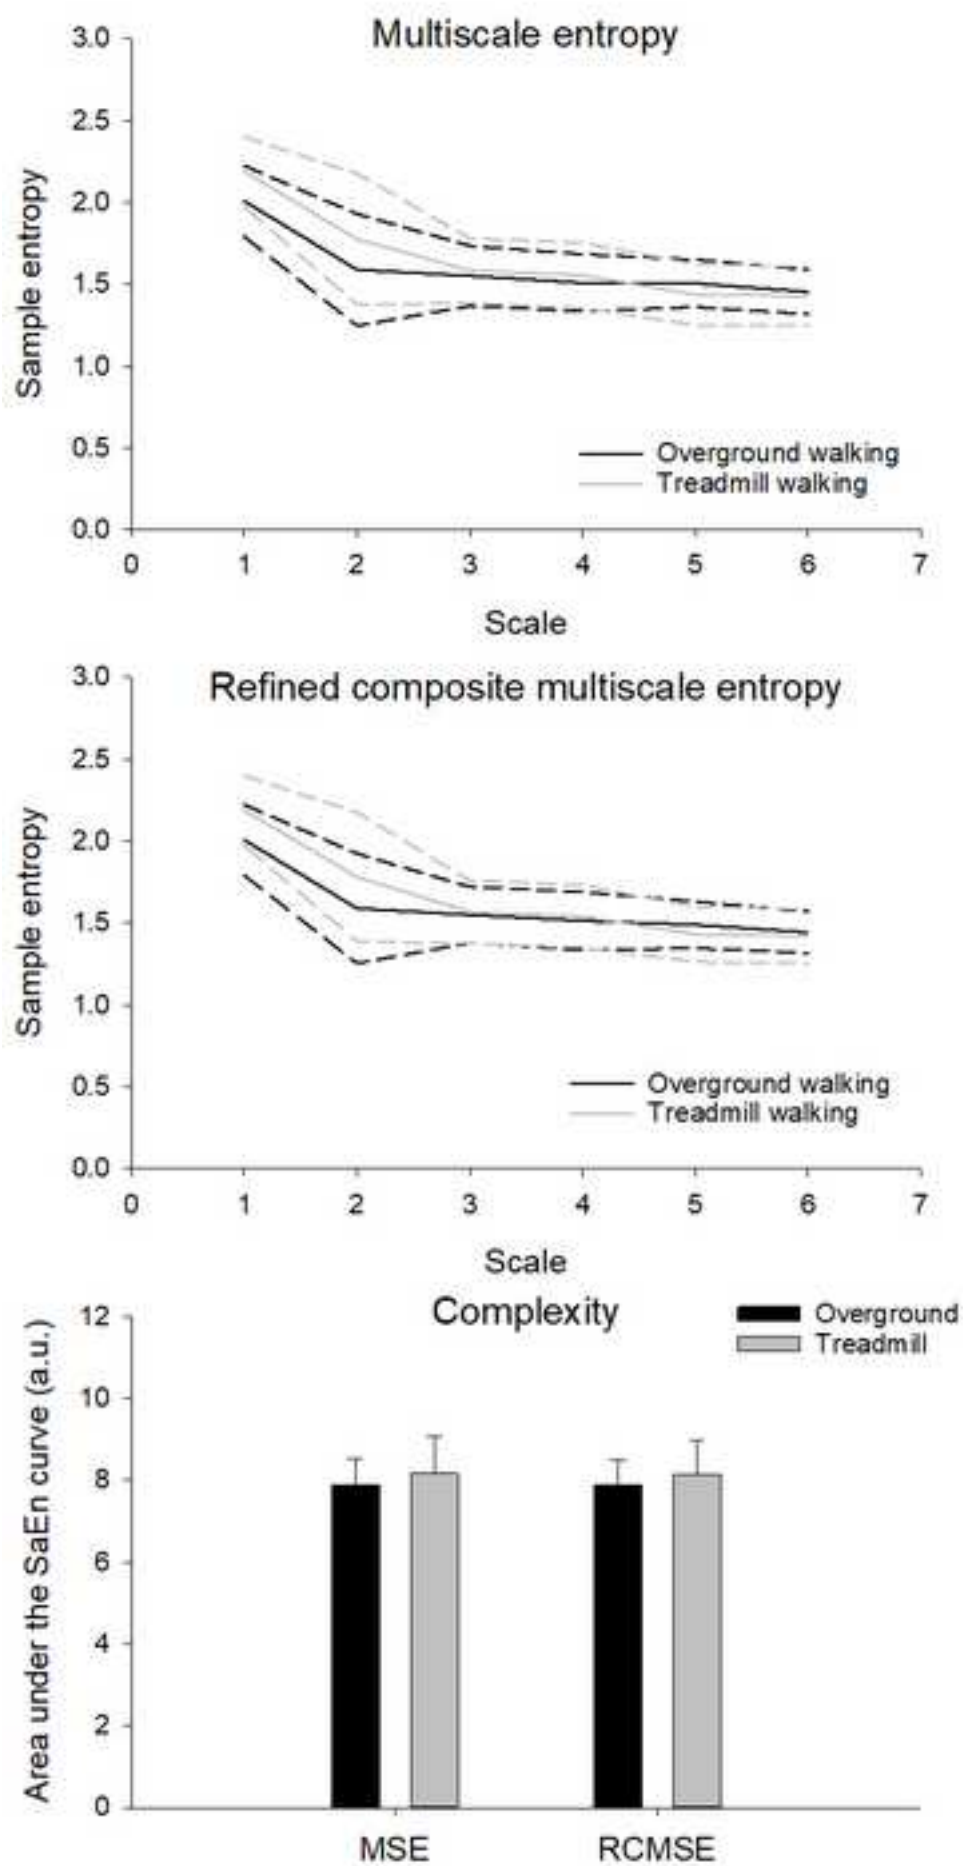 Multiscale entropy
3.0
2.5
2.0
1.5
1.0
0.5
0.0
Sample entropy
Overground walking
Treadmill walking
0 1 2 3 4 5 6 7
Scale
Refined composite multiscale entropy
3.0
2.5
2.0
1.5
1.0
0.5
0.0
Sample entropy
Overground walking
Treadmill walking
0 1 2 3 4 5 6 7
Scale
Complexity
Overground
Treadmill
12
10
8
6
4
2
0
Area under the SaEn curve (a.u.)
MSE RCMSE